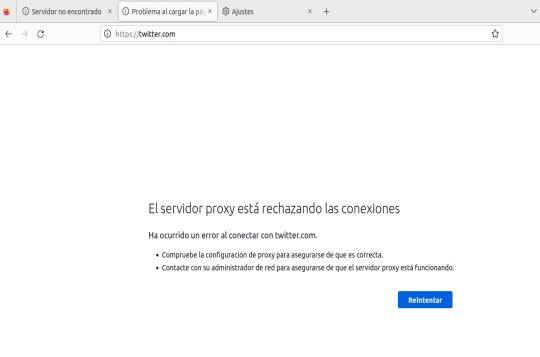 Servidor no encontrado
Problema al cargar la pág
Ajustes
https://twitter.com
El servidor proxy está rechazando las conexiones
Ha ocurrido un error al conectar con twitter.com.
Compruebe la configuración de proxy para asegurarse de que es correcta.
Contacte con su administrador de red para asegurarse de que el servidor proxy está funcionando.
Reintentar